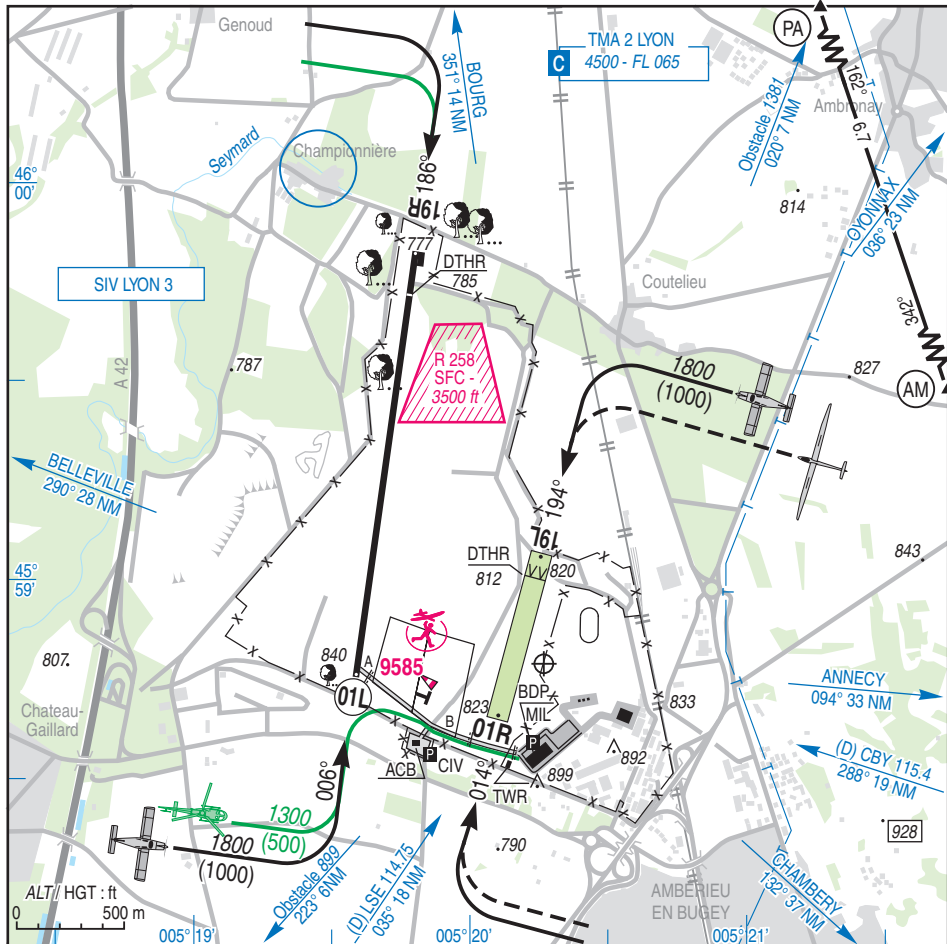 Genoud
BOURG
351° 14 NM
C
TMA 2 LYON
4500 - FL 065
PA
162°
6.7
Ambronay
Obstacle 1381
020° 7 NM
Seymard
Championnière
186°
19R
46°
00'
777
DTHR
785
814
OYONNAX
036° 23 NM
SIV LYON 3
Coutelieu
342°
R 258
SFC -
3500 ft
A 42
787
1800
(1000)
827
AM
BELLEVILLE
290° 28 NM
194°
19L
DTHR
812
820
843
45°
59'
807
840
A
9585
T
01L
B
823
01R
BDP
MIL
833
ANNECY
094° 33 NM
Chateau-
Gaillard
P
P
ACB
CIV
006°
014°
TWR
899
892
(D) CBY 115.4
288° 19 NM
1300
(500)
1800
(1000)
790
928
Obstacle 899
223° 6NM
(D) LSE 114.75
035° 18 NM
AMBERIEU
EN BUGEY
CHAMBERY
132° 37 NM
ALT / HGT : ft
0 500 m
005° 19'
005° 20'
005° 21'